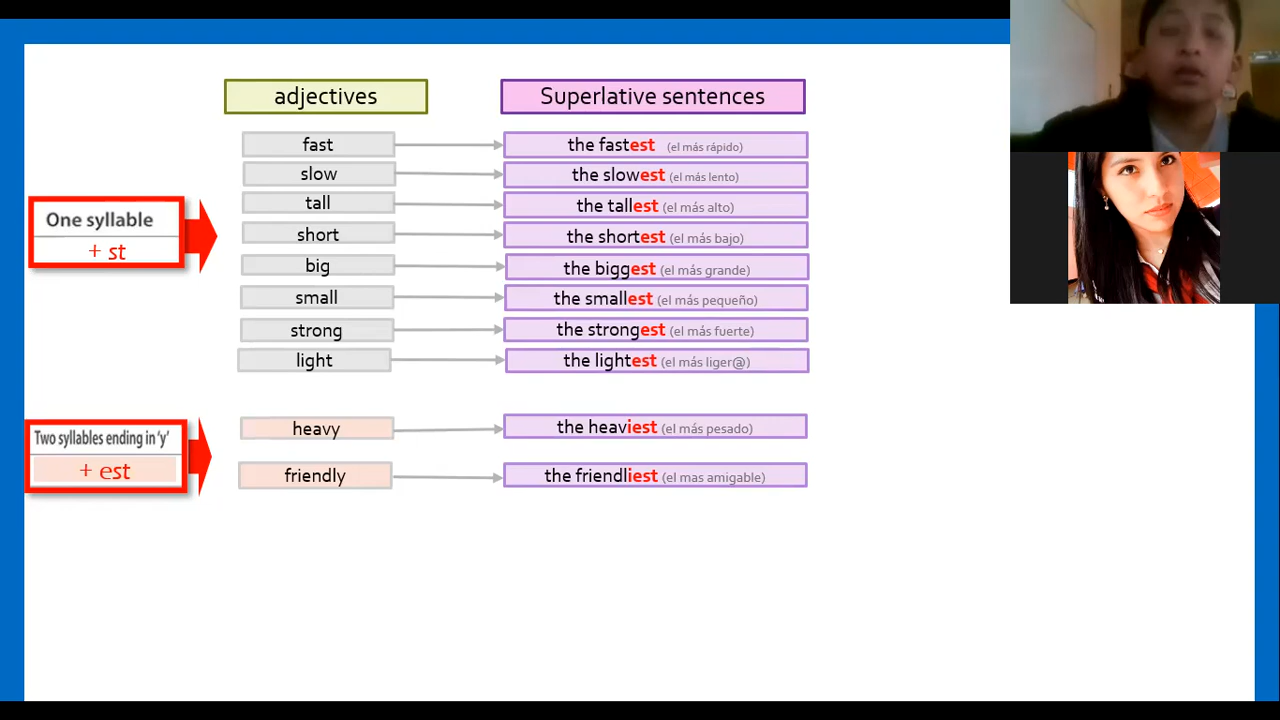 adjectives
Superlative sentences
One syllable
+ st
fast
the fastest (el más rápido)
slow
the slowest (el más lento)
tall
the tallest (el más alto)
short
the shortest (el más bajo)
big
the biggest (el más grande)
small
the smallest (el más pequeño)
strong
the strongest (el más fuerte)
light
the lightest (el más liger@)
Two syllables ending in 'y'
+ est
heavy
the heaviest (el más pesado)
friendly
the friendliest (el mas amigable)